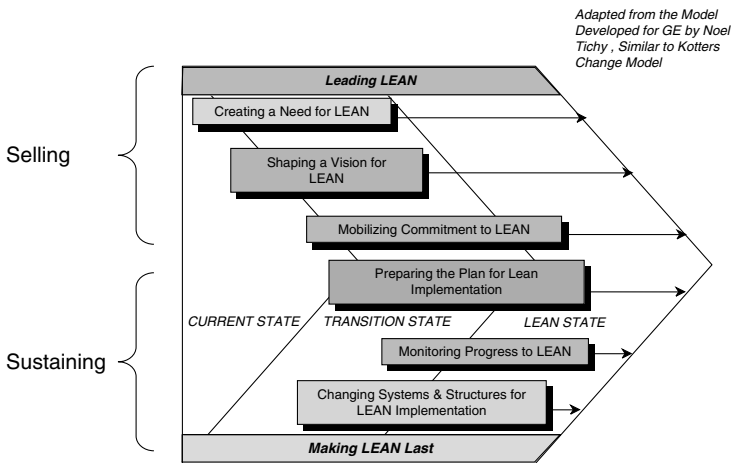 Adapted from the Model
Developed for GE by Noel
Tichy , Similar to Kotters
Change Model
Leading LEAN
Creating a Need for LEAN
Selling
Shaping a Vision for
LEAN
Mobilizing Commitment to LEAN
Preparing the Plan for Lean
Implementation
CURRENT STATE
TRANSITION STATE
LEAN STATE
Sustaining
Monitoring Progress to LEAN
Changing Systems & Structures for
LEAN Implementation
Making LEAN Last